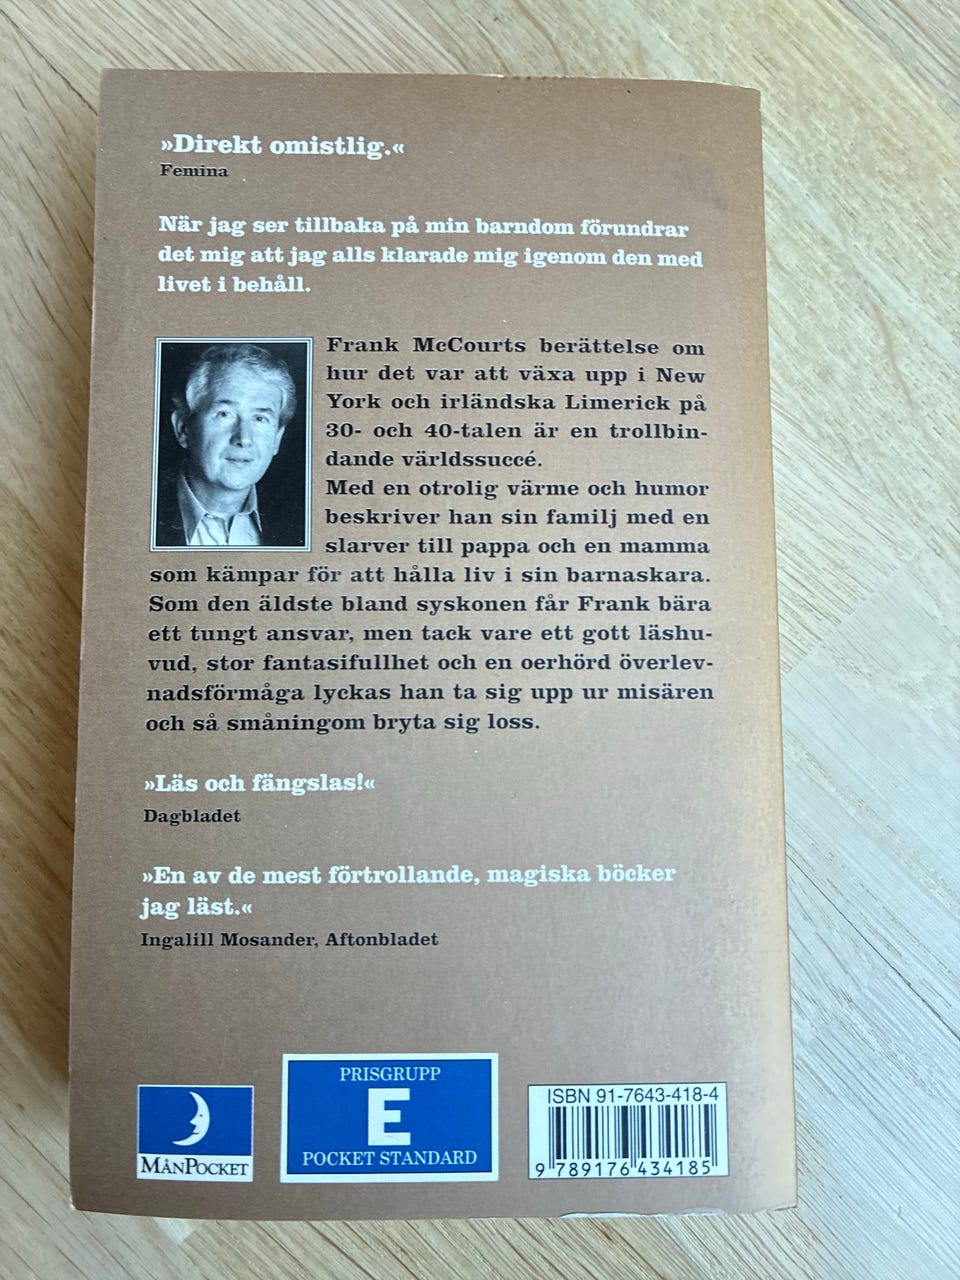 »Direkt omistlig.«
Femina
När jag ser tillbaka på min barndom förundrar
det mig att jag alls klarade mig igenom den med
livet i behåll.
Frank McCourts berättelse om
hur det var att växa upp i New
York och irländska Limerick på
30- och 40-talen är en trollbin-
dande världssuccé.
Med en otrolig värme och humor
beskriver han sin familj med en
slarver till pappa och en mamma
som kämpar för att hålla liv i sin barnaskara.
Som den äldste bland syskonen får Frank bära
ett tungt ansvar, men tack vare ett gott läshu-
vud, stor fantasifullhet och en oerhörd överlev-
nadsförmåga lyckas han ta sig upp ur misären
och så småningom bryta sig loss.
»Läs och fängslas!«
Dagbladet
»En av de mest förtrollande, magiska böcker
jag läst.«
Ingalill Mosander, Aftonbladet
MÅNPOCKET
PRISGRUPP
E
POCKET STANDARD
ISBN 91-7643-418-4
9 789176 434185